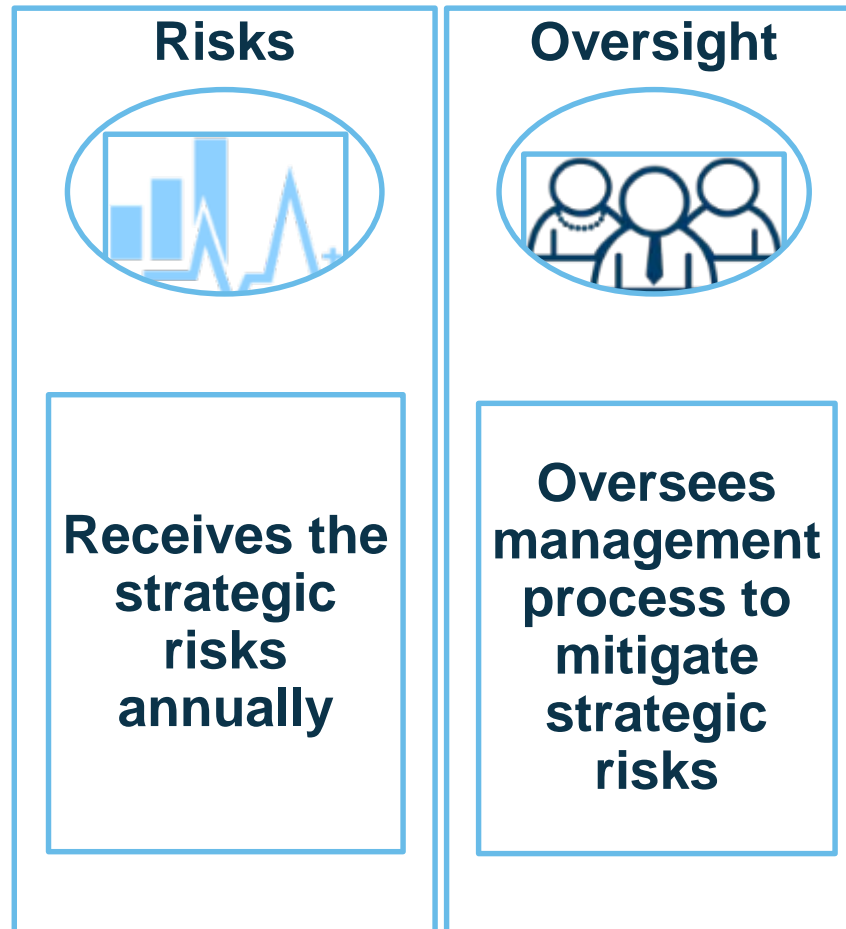 Risks
Receives the
strategic
risks
annually
Oversight
Oversees
management
process to
mitigate
strategic
risks